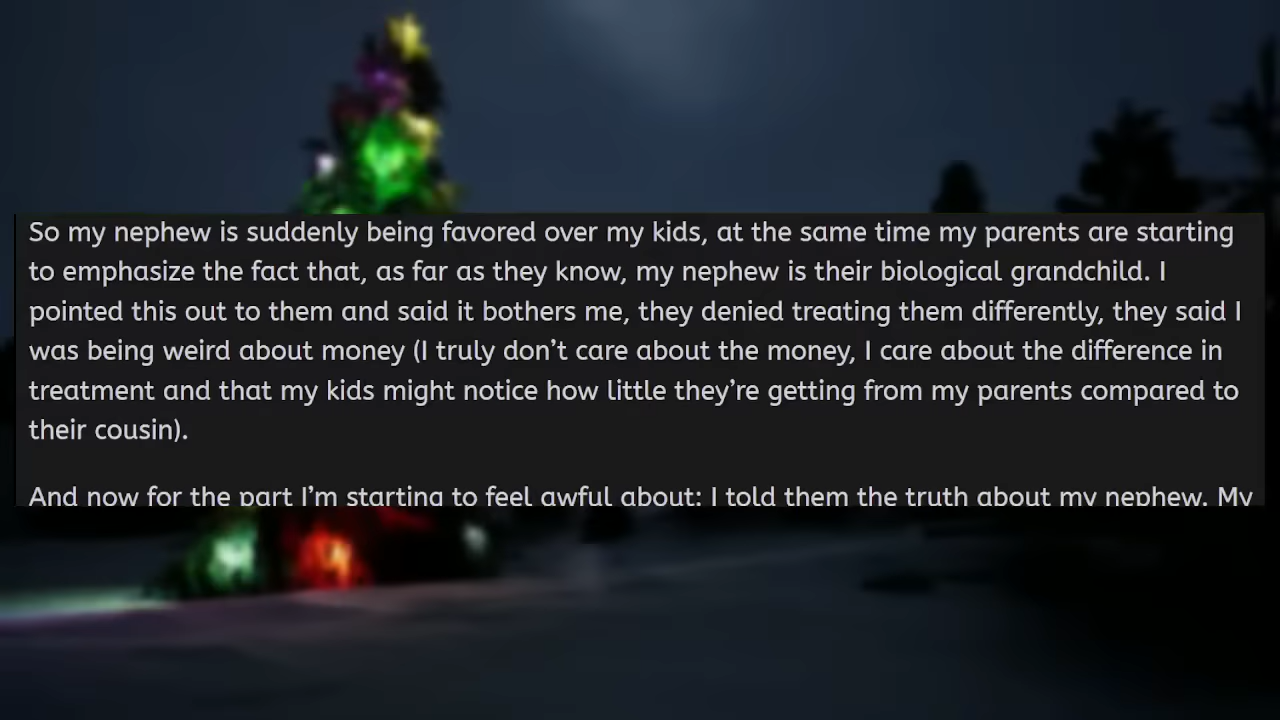 So my nephew is suddenly being favored over my kids, at the same time my parents are starting
to emphasize the fact that, as far as they know, my nephew is their biological grandchild. I
pointed this out to them and said it bothers me, they denied treating them differently, they said I
was being weird about money (I truly don’t care about the money, I care about the difference in
treatment and that my kids might notice how little they’re getting from my parents compared to
their cousin).
And now for the part I’m starting to feel awful about: I told them the truth about my nephew. My